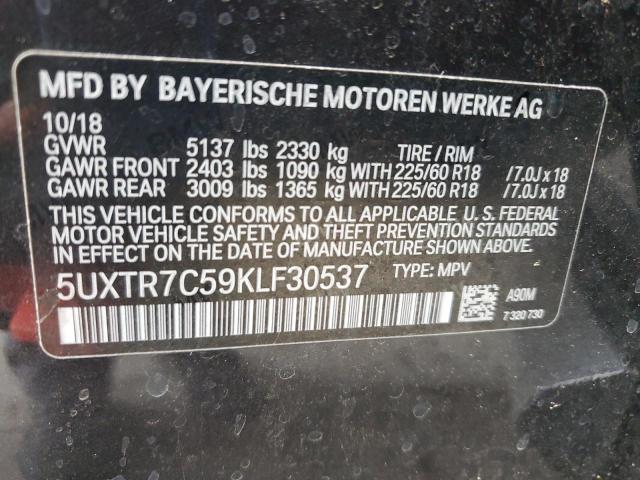 MFD BY BAYERISCHE MOTOREN WERKE AG
10/18
GVWR 5137 lbs 2330 kg TIRE / RIM
GAWR FRONT 2403 lbs 1090 kg WITH 225/60 R18 /7.0J x 18
GAWR REAR 3009 lbs 1365 kg WITH 225/60 R18 /7.0J x 18
THIS VEHICLE CONFORMS TO ALL APPLICABLE U. S. FEDERAL
MOTOR VEHICLE SAFETY AND THEFT PREVENTION STANDARDS
IN EFFECT ON THE DATE OF MANUFACTURE SHOWN ABOVE.
5UXTR7C59KLF30537 TYPE: MPV
A90M
7 320 730